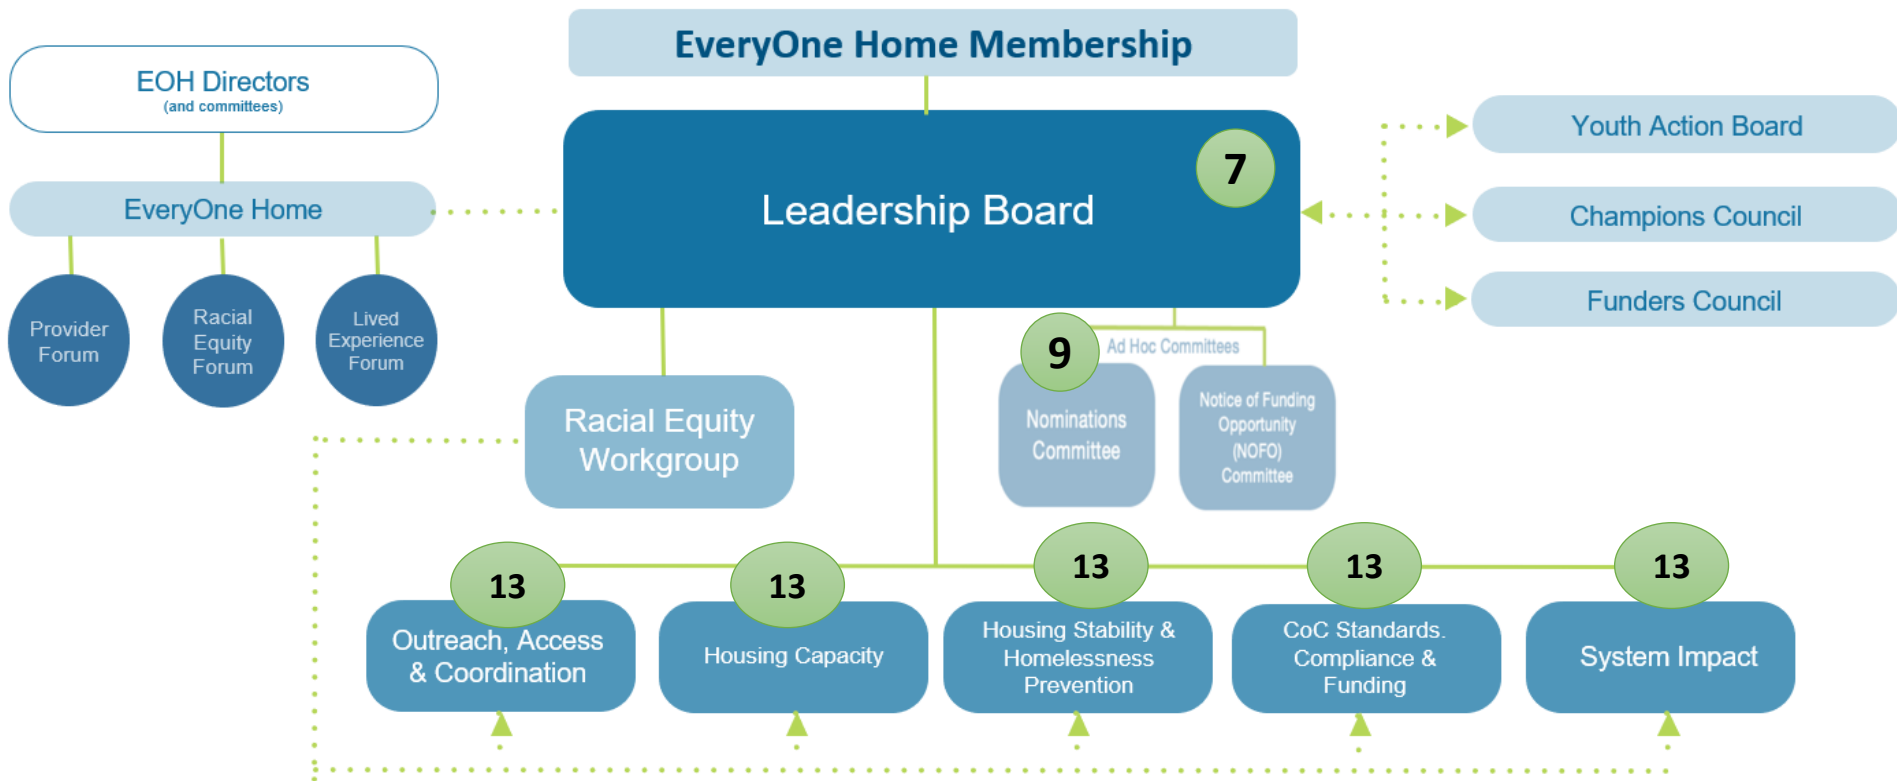 EveryOne Home Membership
EOH Directors
(and committees)
EveryOne Home
Provider
Forum
Racial
Equity
Forum
Lived
Experience
Forum
Leadership Board
7
Youth Action Board
Champions Council
Funders Council
Racial Equity
Workgroup
Ad Hoc Committees
9
Nominations
Committee
Notice of Funding
Opportunity
(NOFO)
Committee
13
Outreach, Access
& Coordination
13
Housing Capacity
13
Housing Stability &
Homelessness
Prevention
13
CoC Standards.
Compliance &
Funding
13
System Impact